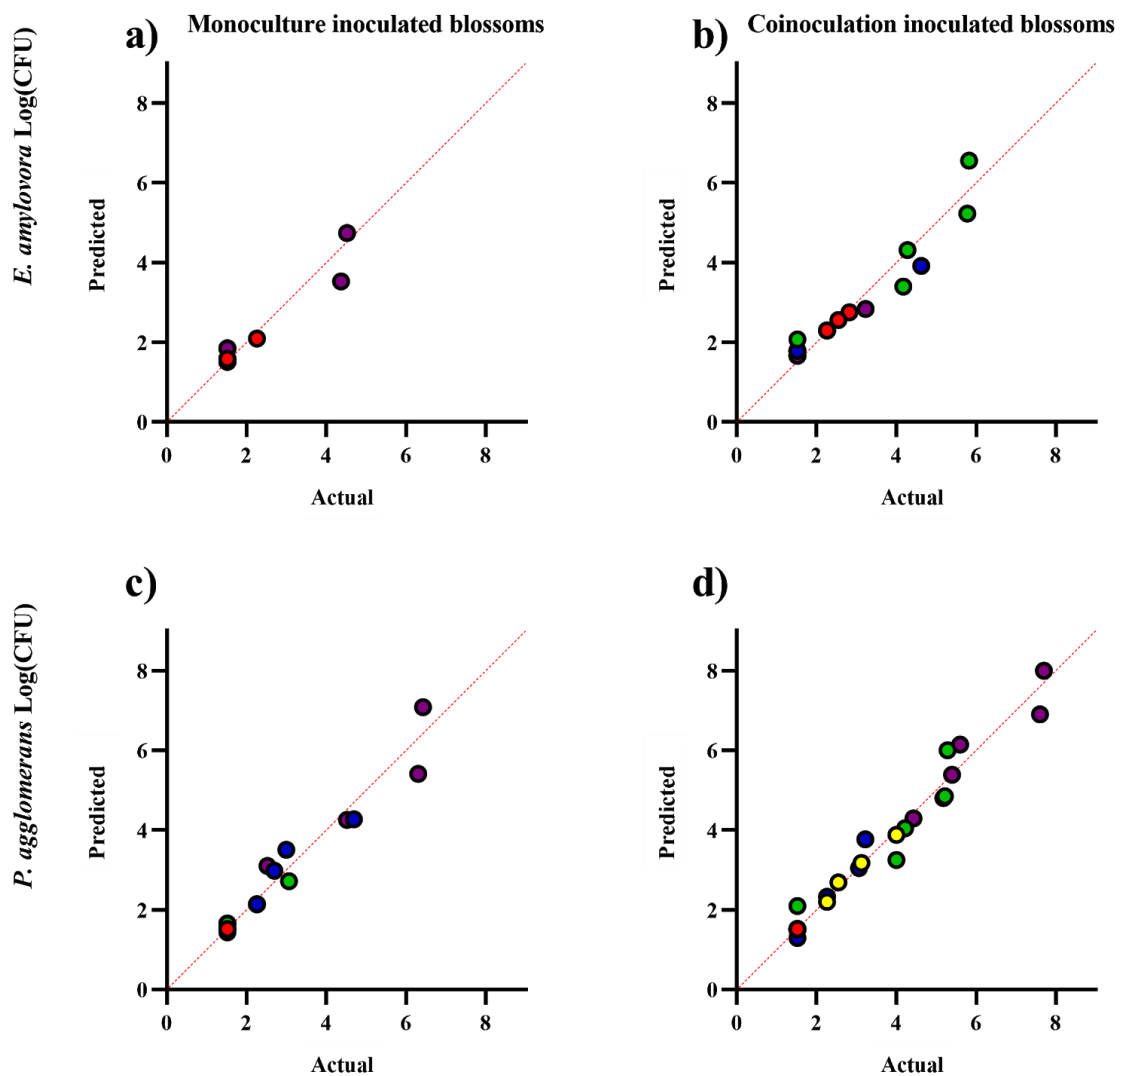 Monoculture inoculated blossoms
Coinoculation inoculated blossoms
a)
b)
E. amylovora Log(CFU)
Predicted
8
6
4
2
0
0 2 4 6 8
Actual
Predicted
8
6
4
2
0
0 2 4 6 8
Actual
c)
d)
P. agglomerans Log(CFU)
Predicted
8
6
4
2
0
0 2 4 6 8
Actual
Predicted
8
6
4
2
0
0 2 4 6 8
Actual